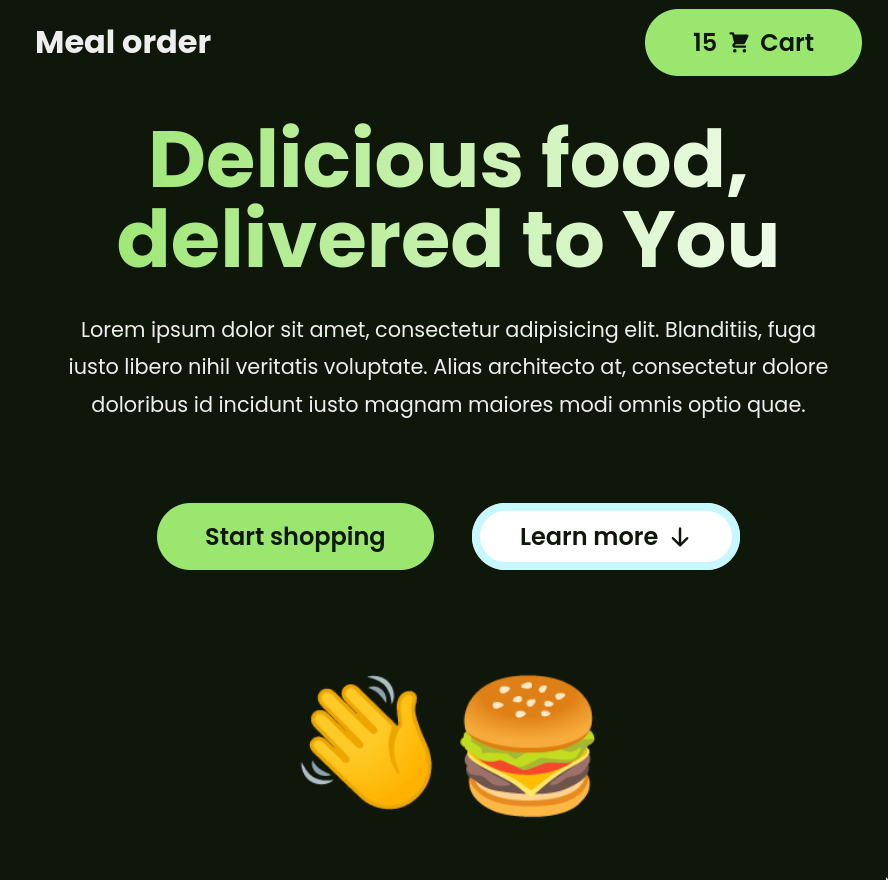 Meal order
15 Cart
Delicious food,
delivered to You
Lorem ipsum dolor sit amet, consectetur adipisicing elit. Blanditiis, fuga
iusto libero nihil veritatis voluptate. Alias architecto at, consectetur dolore
doloribus id incidunt iusto magnam maiores modi omnis optio quae.
Start shopping
Learn more ↓